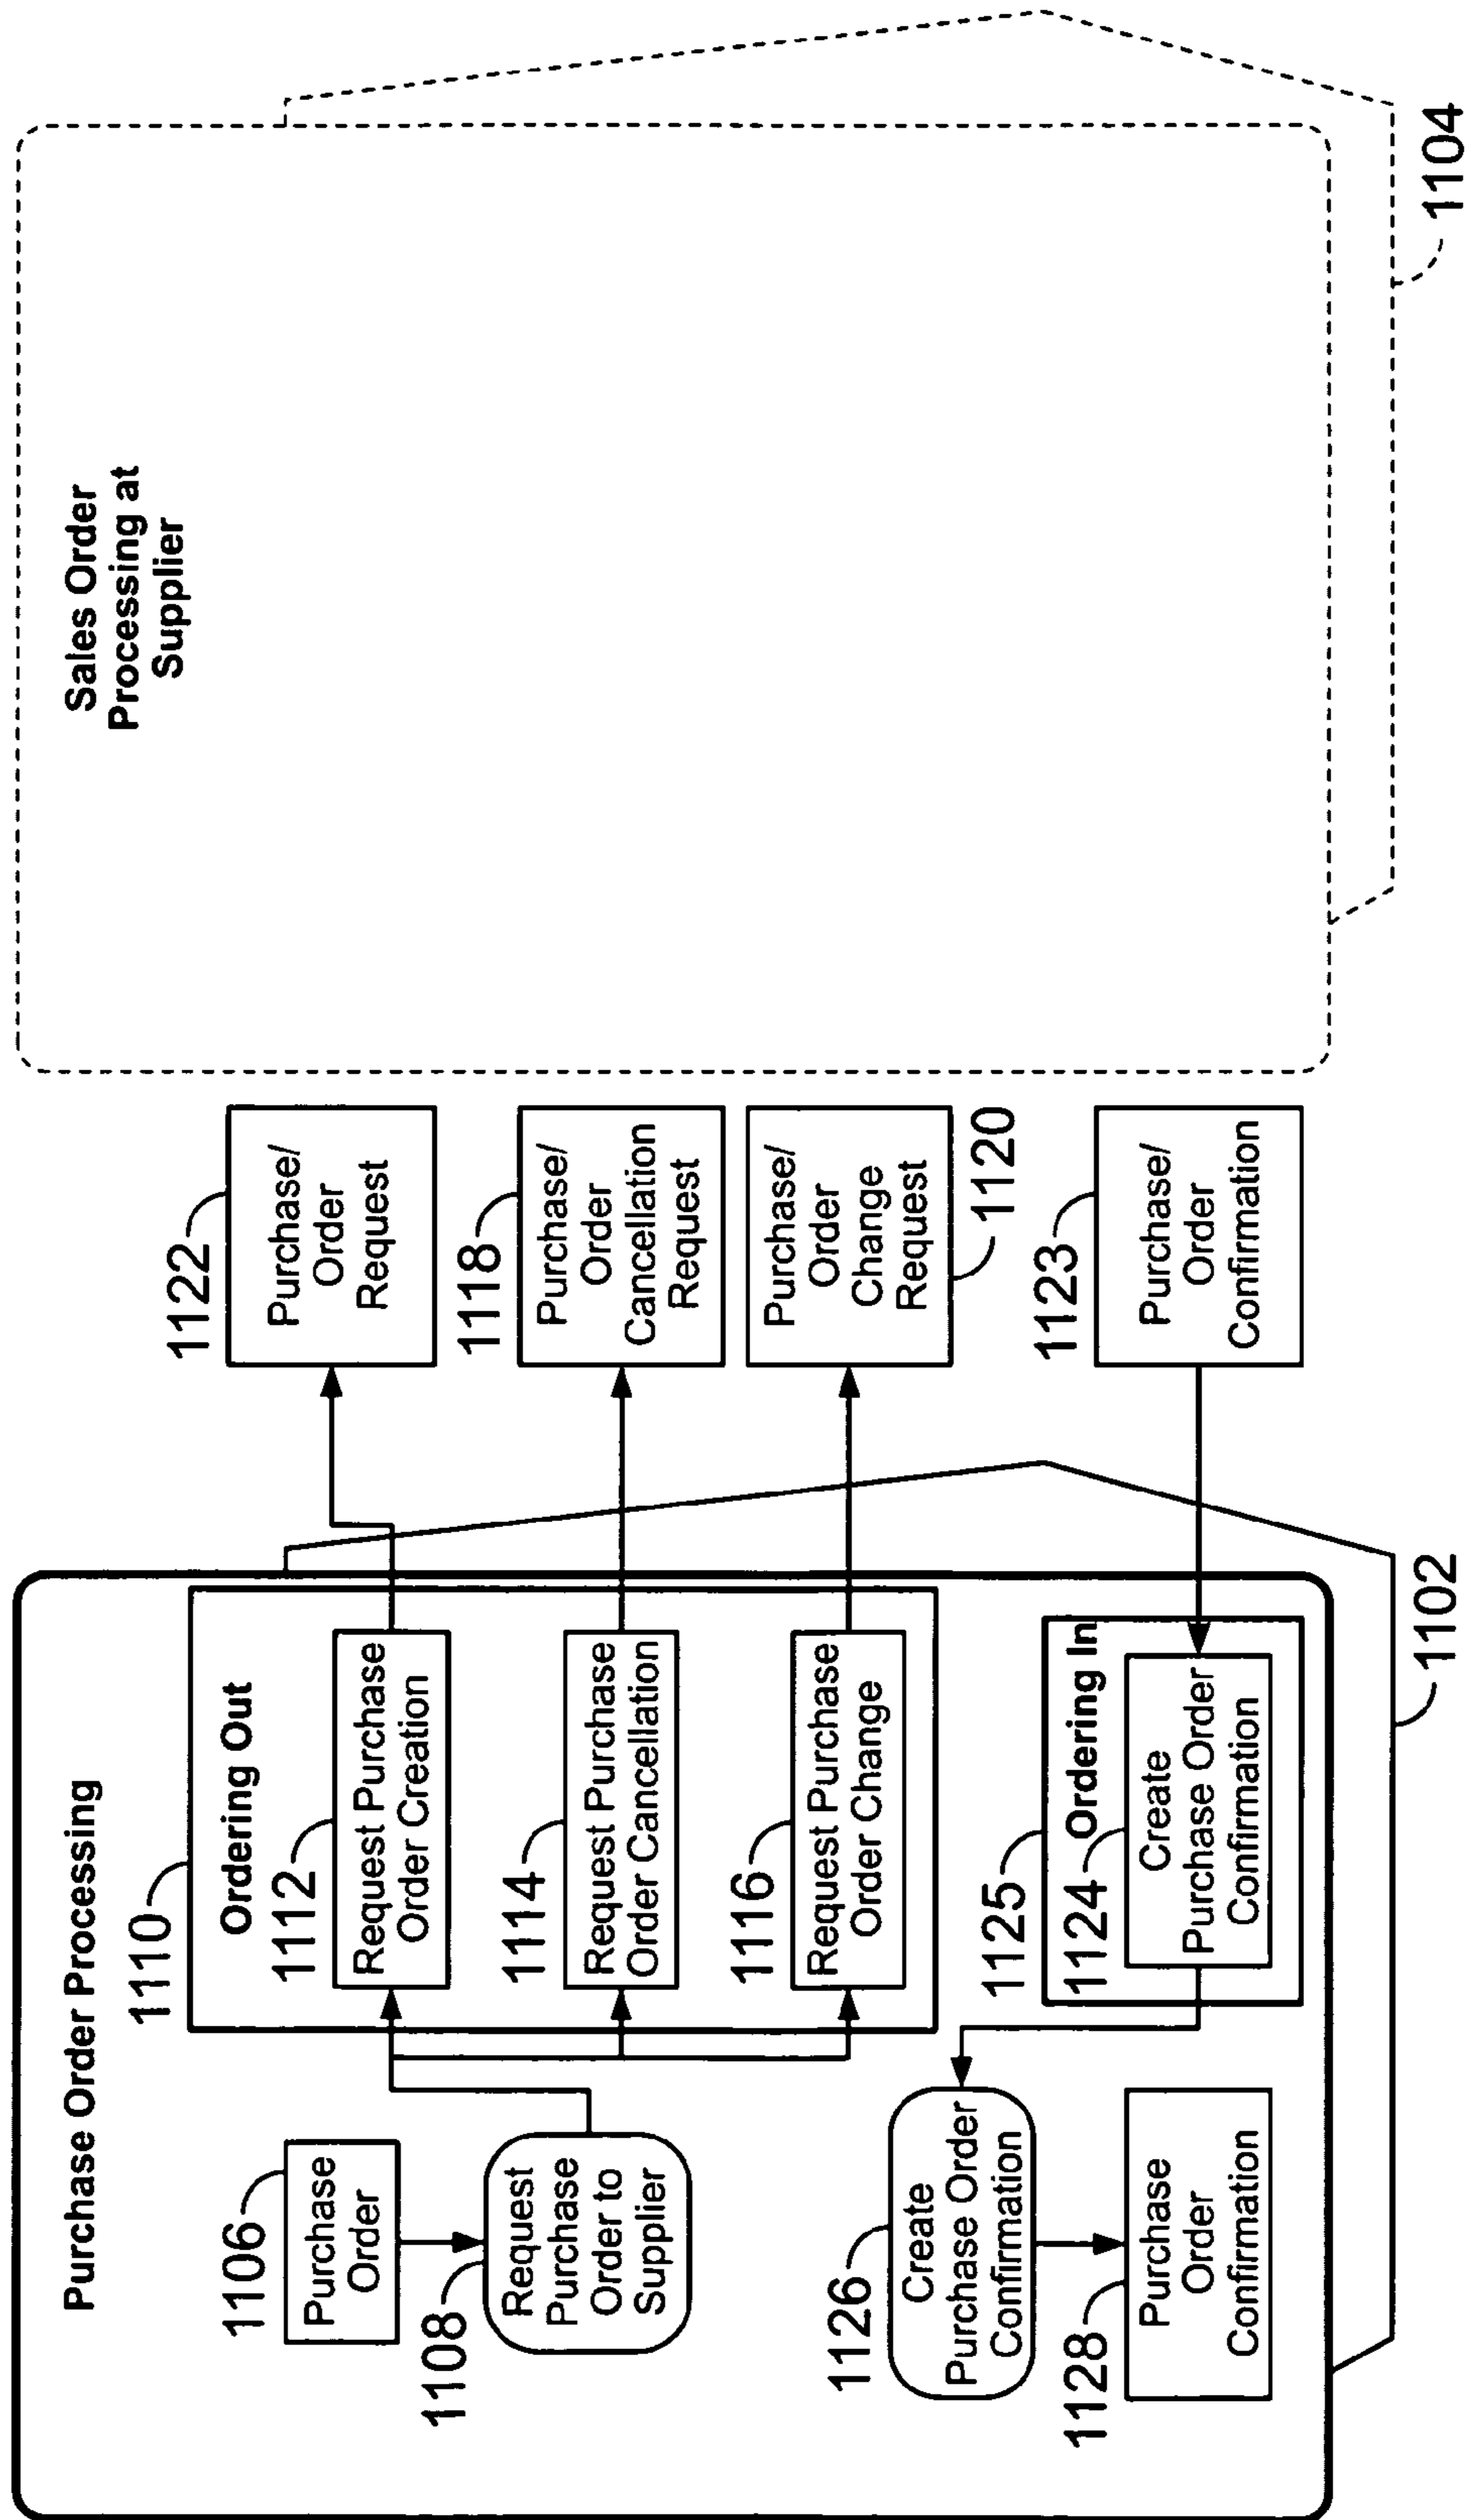 Purchase Order Processing
1106
Purchase
Order
1108
Request
Purchase
Order to
Supplier
1110
Ordering Out
1112
Request Purchase
Order Creation
1114
Request Purchase
Order Cancellation
1116
Request Purchase
Order Change
1126
Create
Purchase Order
Confirmation
1128
Purchase
Order
Confirmation
1125
Ordering In
1124
Create
Purchase Order
Confirmation
1102
1122
Purchase/
Order
Request
1118
Purchase/
Order
Cancellation
Request
Purchase/
Order
Change
Request
1120
1123
Purchase/
Order
Confirmation
Sales Order
Processing at
Supplier
1104